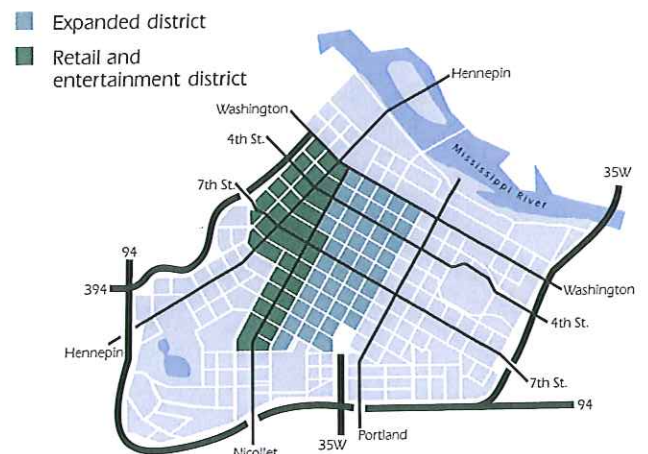 Expanded district
Retail and
entertainment district
Hennepin
Washington
4th St.
7th St.
Mississippi River
35W
94
394
Washington
4th St.
Hennepin
7th St.
94
35W
Portland
Nicollet